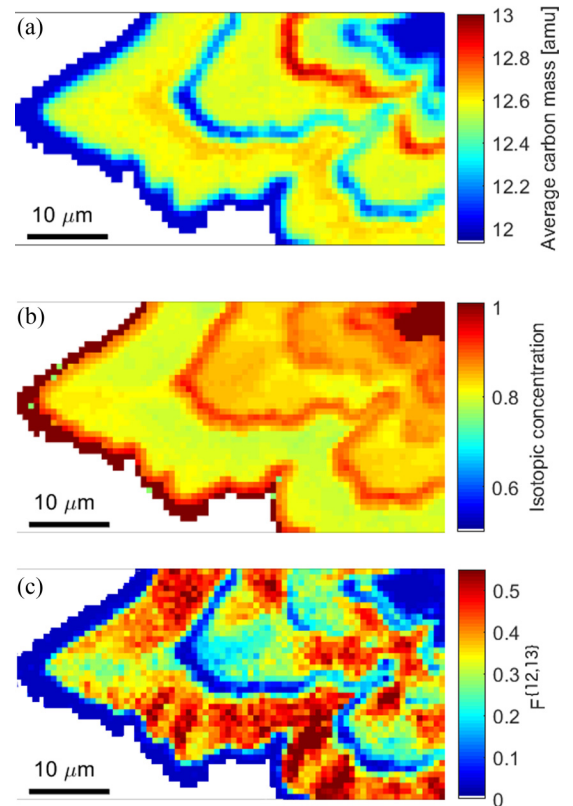 (a)
10 μm
13
12.8
12.6
12.4
12.2
12
Average carbon mass [amu]
(b)
10 μm
1
0.8
0.6
Isotopic concentration
(c)
10 μm
0.5
0.4
0.3
0.2
0.1
0
F{12,13}